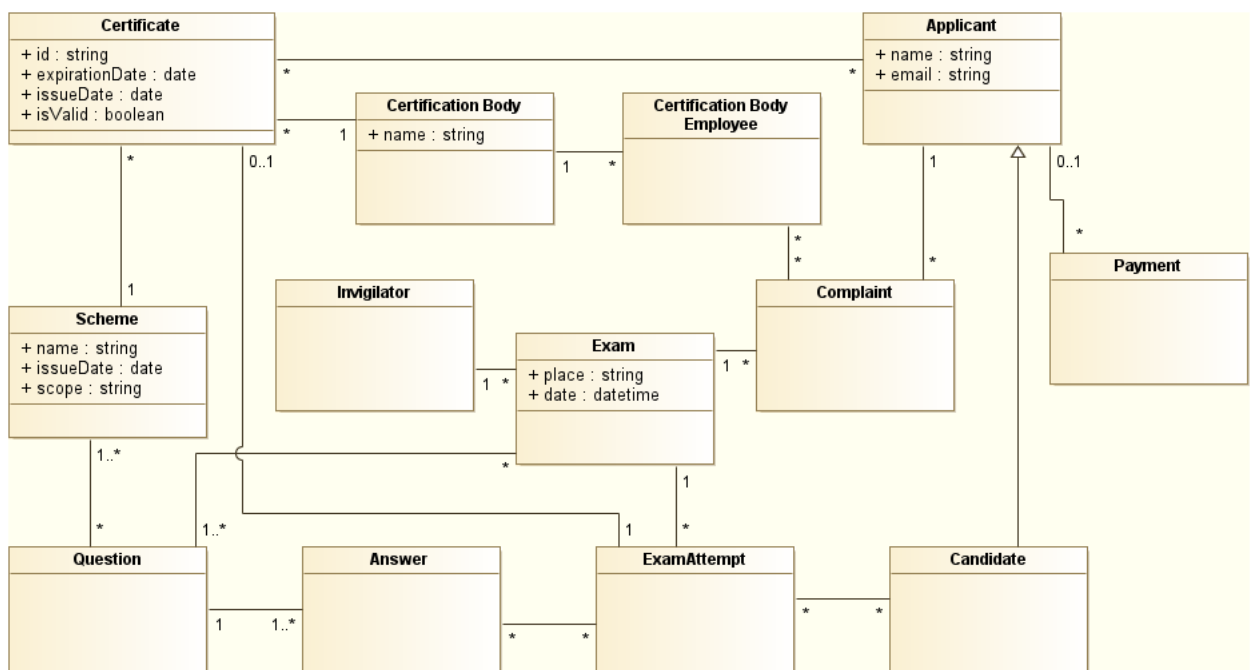 Certificate
+ id : string
+ expirationDate : date
+ issueDate : date
+ isValid : boolean
Applicant
+ name : string
+ email : string
*
*
Certification Body
+ name : string
Certification Body
Employee
*
1
1
*
*
0..1
1
0..1
*
*
*
*
Payment
1
Invigilator
Complaint
Scheme
+ name : string
+ issueDate : date
+ scope : string
Exam
+ place : string
+ date : datetime
1
*
1
*
1..*
*
1
*
1..*
1
*
Question
Answer
ExamAttempt
Candidate
1
1..*
*
*
*
*